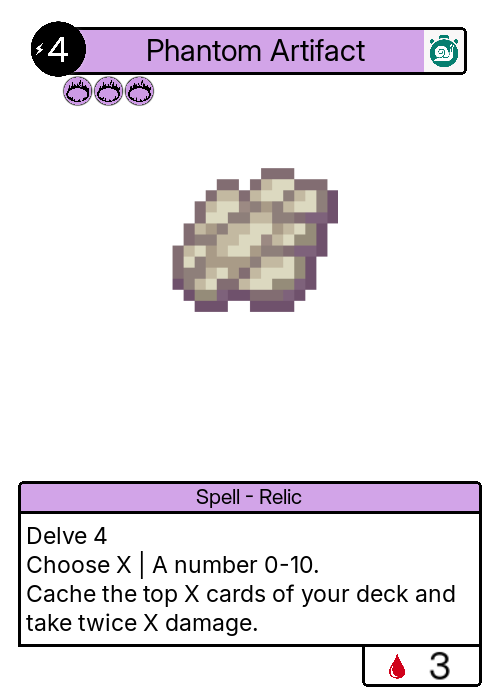 4
Phantom Artifact
Spell - Relic
Delve 4
Choose X | A number 0-10.
Cache the top X cards of your deck and
take twice X damage.
3